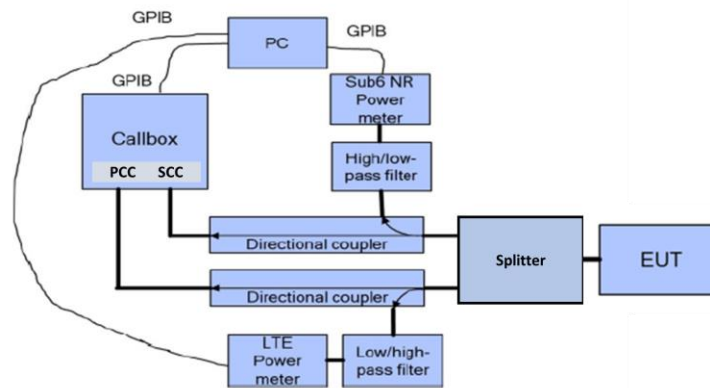 GPIB
PC
GPIB
GPIB
Sub6 NR
Power
meter
Callbox
PCC SCC
High/low-
pass filter
Directional coupler
Splitter
EUT
Directional coupler
LTE
Power
meter
Low/high-
pass filter